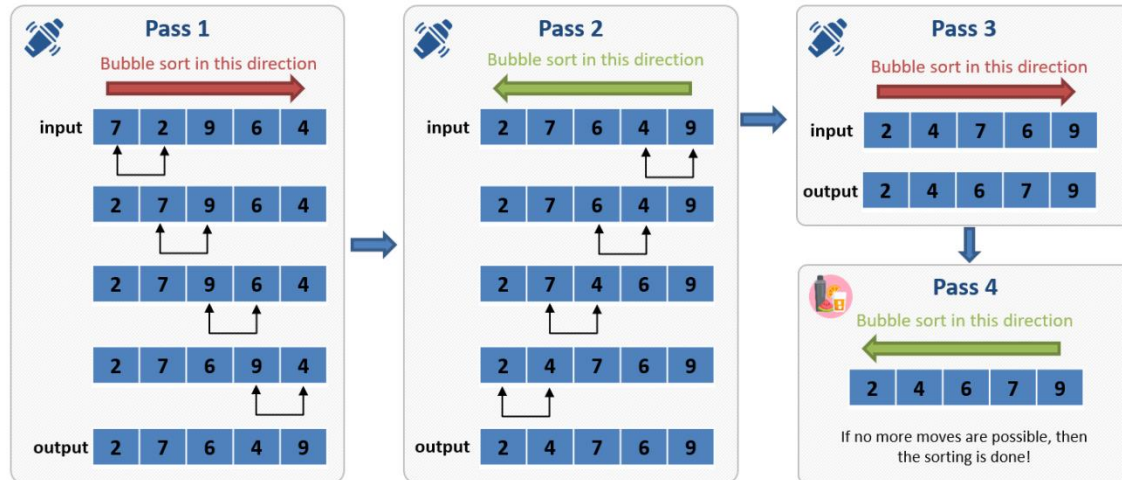 Pass 1
Bubble sort in this direction
input 7 2 9 6 4
2 7 9 6 4
2 7 9 6 4
2 7 6 9 4
output 2 7 6 4 9
Pass 2
Bubble sort in this direction
input 2 7 6 4 9
2 7 6 4 9
2 7 4 6 9
2 4 7 6 9
output 2 4 7 6 9
Pass 3
Bubble sort in this direction
input 2 4 7 6 9
output 2 4 6 7 9
Pass 4
Bubble sort in this direction
2 4 6 7 9
If no more moves are possible, then
the sorting is done!